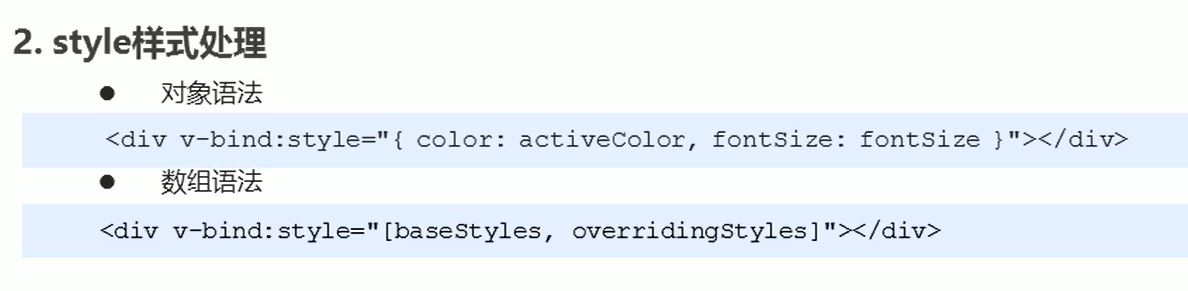 2. style样式处理
● 对象语法
<div v-bind:style="{ color: activeColor, fontSize: fontSize }"></div>
● 数组语法
<div v-bind:style="[baseStyles, overridingStyles]"></div>